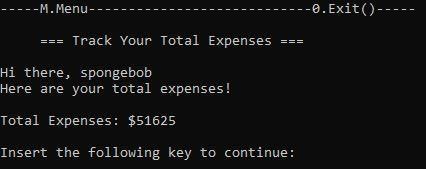 -----M.Menu----------------------------0.Exit()-----
=== Track Your Total Expenses ===
Hi there, spongebob
Here are your total expenses!
Total Expenses: $51625
Insert the following key to continue: